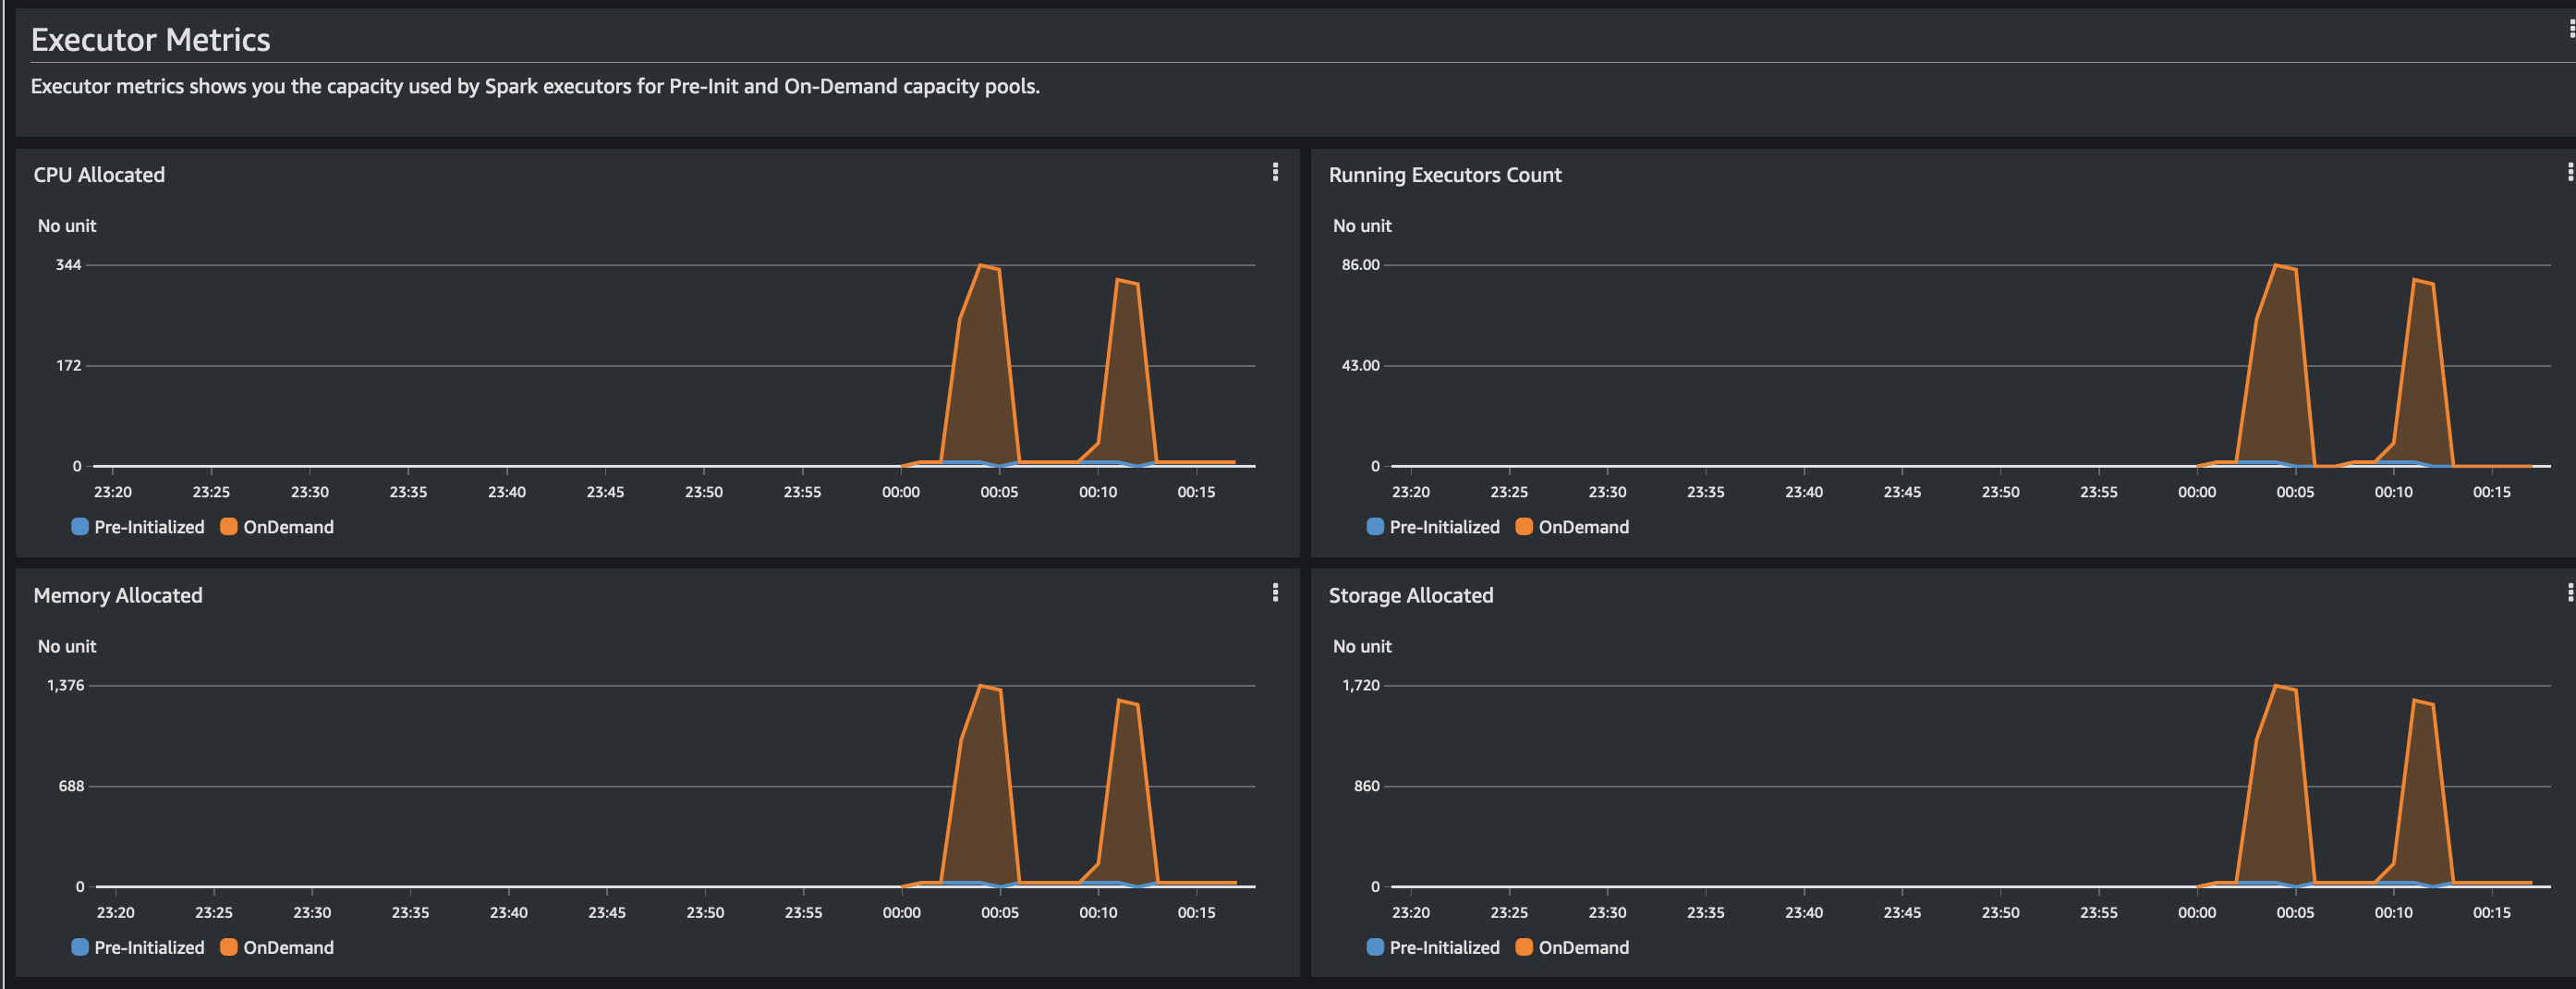 Executor Metrics
Executor metrics shows you the capacity used by Spark executors for Pre-Init and On-Demand capacity pools.
CPU Allocated
No unit
344
172
0
23:20 23:25 23:30 23:35 23:40 23:45 23:50 23:55 00:00 00:05 00:10 00:15
Pre-Initialized OnDemand
Running Executors Count
No unit
86.00
43.00
0
23:20 23:25 23:30 23:35 23:40 23:45 23:50 23:55 00:00 00:05 00:10 00:15
Pre-Initialized OnDemand
Memory Allocated
No unit
1,376
688
0
23:20 23:25 23:30 23:35 23:40 23:45 23:50 23:55 00:00 00:05 00:10 00:15
Pre-Initialized OnDemand
Storage Allocated
No unit
1,720
860
0
23:20 23:25 23:30 23:35 23:40 23:45 23:50 23:55 00:00 00:05 00:10 00:15
Pre-Initialized OnDemand